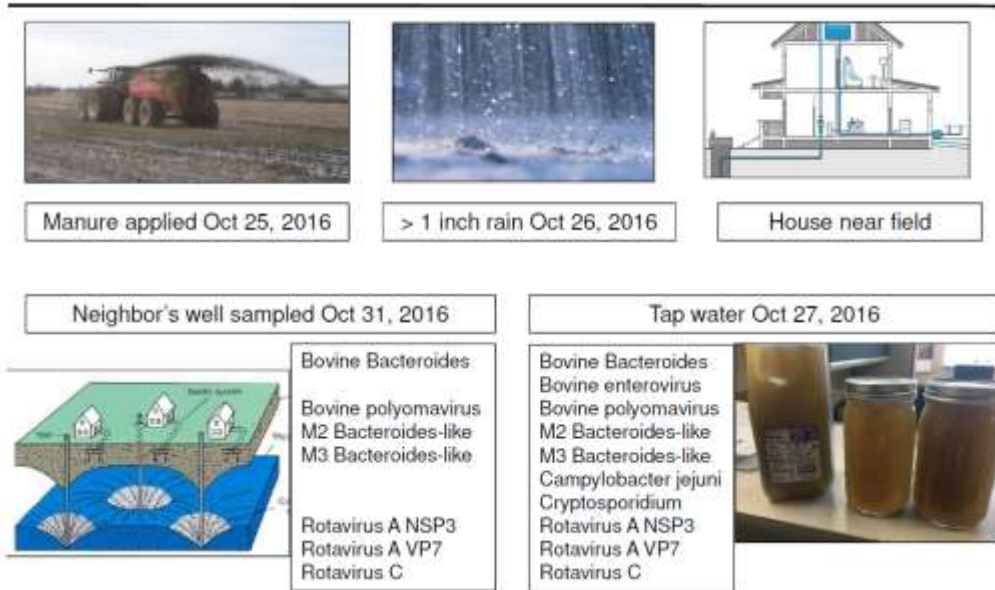 Manure applied Oct 25, 2016
> 1 inch rain Oct 26, 2016
House near field
Neighbor's well sampled Oct 31, 2016
Bovine Bacteroides
Bovine polyomavirus
M2 Bacteroides-like
M3 Bacteroides-like
Rotavirus A NSP3
Rotavirus A VP7
Rotavirus C
Tap water Oct 27, 2016
Bovine Bacteroides
Bovine enterovirus
Bovine polyomavirus
M2 Bacteroides-like
M3 Bacteroides-like
Campylobacter jejuni
Cryptosporidium
Rotavirus A NSP3
Rotavirus A VP7
Rotavirus C